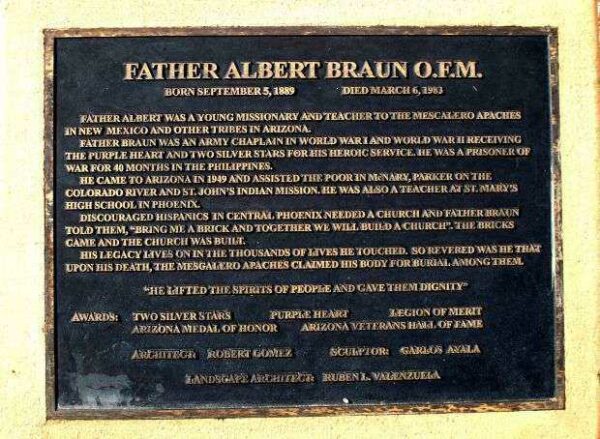 FATHER ALBERT BRAUN O.F.M.
BORN SEPTEMBER 5, 1889 DIED MARCH 6, 1983
FATHER ALBERT WAS A YOUNG MISSIONARY AND TEACHER TO THE MESCALERO APACHES
IN NEW MEXICO AND OTHER TRIBES IN ARIZONA.
FATHER BRAUN WAS AN ARMY CHAPLAIN IN WORLD WAR I AND WORLD WAR II RECEIVING
THE PURPLE HEART AND TWO SILVER STARS FOR HIS HEROIC SERVICE. HE WAS A PRISONER OF
WAR FOR 40 MONTHS IN THE PHILIPPINES.
HE CAME TO ARIZONA IN 1949 AND ASSISTED THE POOR IN McNARY, PARKER ON THE
COLORADO RIVER AND ST. JOHN'S INDIAN MISSION. HE WAS ALSO A TEACHER AT ST. MARY'S
HIGH SCHOOL IN PHOENIX.
DISCOURAGED HISPANICS IN CENTRAL PHOENIX NEEDED A CHURCH AND FATHER BRAUN
TOLD THEM, "BRING ME A BRICK AND TOGETHER WE WILL BUILD A CHURCH". THE BRICKS
CAME AND THE CHURCH WAS BUILT.
HIS LEGACY LIVES ON IN THE THOUSANDS OF LIVES HE TOUCHED. SO REVERED WAS HE THAT
UPON HIS DEATH, THE MESCALERO APACHES CLAIMED HIS BODY FOR BURIAL AMONG THEM.
"HE LIFTED THE SPIRITS OF PEOPLE AND GAVE THEM DIGNITY"
AWARDS: TWO SILVER STARS PURPLE HEART LEGION OF MERIT
ARIZONA MEDAL OF HONOR ARIZONA VETERANS HALL OF FAME
ARCHITECT: ROBERT GOMEZ SCULPTOR: CARLOS AYALA
LANDSCAPE ARCHITECT: RUBEN L. VALENZUELA